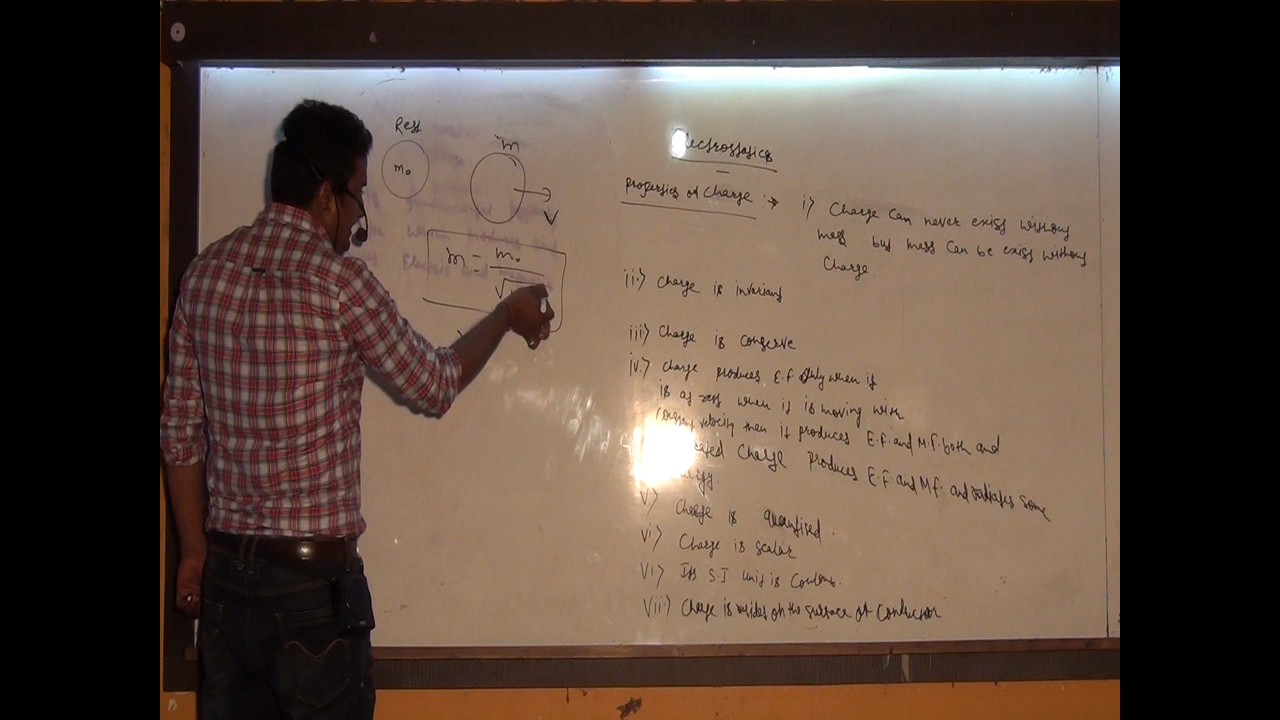 Rest
m₀
m
V
m = m₀
√
Electrostatics
properties of Charge :→ i) Charge Can never exist without
mass but mass Can be exist without
Charge.
ii) Charge is invariant
iii) Charge is conserve
iv) Charge produces E.f only when it
is at rest when it is moving with
Constant velocity then it produces E.F. and M.F. both and
Charge Produces E.F and M.f. and radiates some
v) Charge is quantised.
vi) Charge is scalar
vi) Its S.I. Unit is Coulomb.
vii) Charge is resides on the surface of Conductor